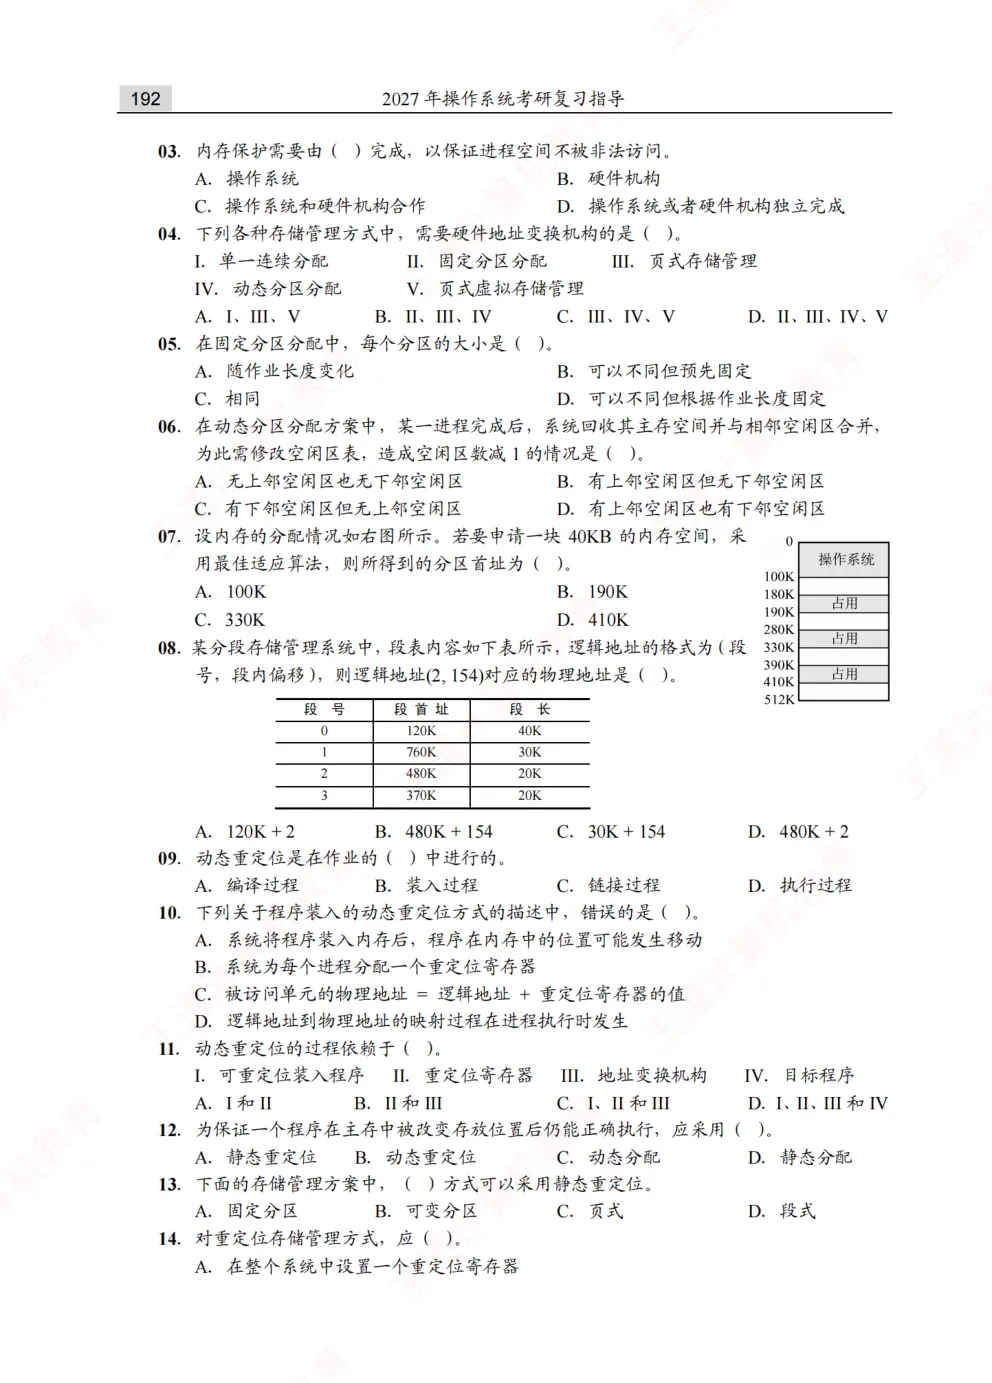 192
2027 年操作系统考研复习指导
03. 内存保护需要由（ ）完成，以保证进程空间不被非法访问。
A. 操作系统 B. 硬件机构
C. 操作系统和硬件机构合作 D. 操作系统或者硬件机构独立完成
04. 下列各种存储管理方式中，需要硬件地址变换机构的是（ ）。
I. 单一连续分配 II. 固定分区分配 III. 页式存储管理
IV. 动态分区分配 V. 页式虚拟存储管理
A. I、III、V B. II、III、IV C. III、IV、V D. II、III、IV、V
05. 在固定分区分配中，每个分区的大小是（ ）。
A. 随作业长度变化 B. 可以不同但预先固定
C. 相同 D. 可以不同但根据作业长度固定
06. 在动态分区分配方案中，某一进程完成后，系统回收其主存空间并与相邻空闲区合并，
为此需修改空闲区表，造成空闲区数减 1 的情况是（ ）。
A. 无上邻空闲区也无下邻空闲区 B. 有上邻空闲区但无下邻空闲区
C. 有下邻空闲区但无上邻空闲区 D. 有上邻空闲区也有下邻空闲区
07. 设内存的分配情况如右图所示。若要申请一块 40KB 的内存空间，采
用最佳适应算法，则所得到的分区首址为（ ）。
A. 100K B. 190K
C. 330K D. 410K
0
操作系统
100K
180K
占用
190K
280K
占用
330K
390K
占用
410K
512K
08. 某分段存储管理系统中，段表内容如下表所示，逻辑地址的格式为（段
号，段内偏移），则逻辑地址(2, 154)对应的物理地址是（ ）。
段 号 段 首 址 段 长
0 120K 40K
1 760K 30K
2 480K 20K
3 370K 20K
A. 120K + 2 B. 480K + 154 C. 30K + 154 D. 480K + 2
09. 动态重定位是在作业的（ ）中进行的。
A. 编译过程 B. 装入过程 C. 链接过程 D. 执行过程
10. 下列关于程序装入的动态重定位方式的描述中，错误的是（ ）。
A. 系统将程序装入内存后，程序在内存中的位置可能发生移动
B. 系统为每个进程分配一个重定位寄存器
C. 被访问单元的物理地址 = 逻辑地址 + 重定位寄存器的值
D. 逻辑地址到物理地址的映射过程在进程执行时发生
11. 动态重定位的过程依赖于（ ）。
I. 可重定位装入程序 II. 重定位寄存器 III. 地址变换机构 IV. 目标程序
A. I 和 II B. II 和 III C. I、II 和 III D. I、II、III 和 IV
12. 为保证一个程序在主存中被改变存放位置后仍能正确执行，应采用（ ）。
A. 静态重定位 B. 动态重定位 C. 动态分配 D. 静态分配
13. 下面的存储管理方案中，（ ）方式可以采用静态重定位。
A. 固定分区 B. 可变分区 C. 页式 D. 段式
14. 对重定位存储管理方式，应（ ）。
A. 在整个系统中设置一个重定位寄存器